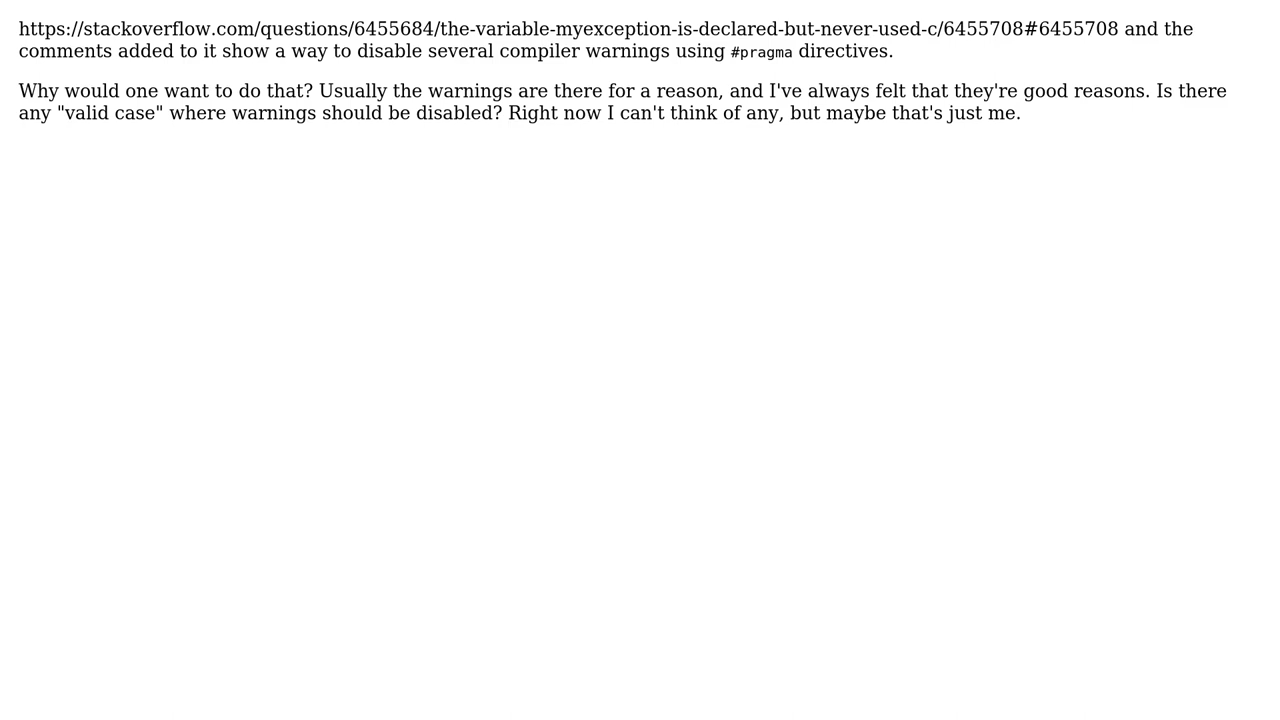 https://stackoverflow.com/questions/6455684/the-variable-myexception-is-declared-but-never-used-c/6455708#6455708 and the
comments added to it show a way to disable several compiler warnings using #pragma directives.
Why would one want to do that? Usually the warnings are there for a reason, and I've always felt that they're good reasons. Is there
any "valid case" where warnings should be disabled? Right now I can't think of any, but maybe that's just me.